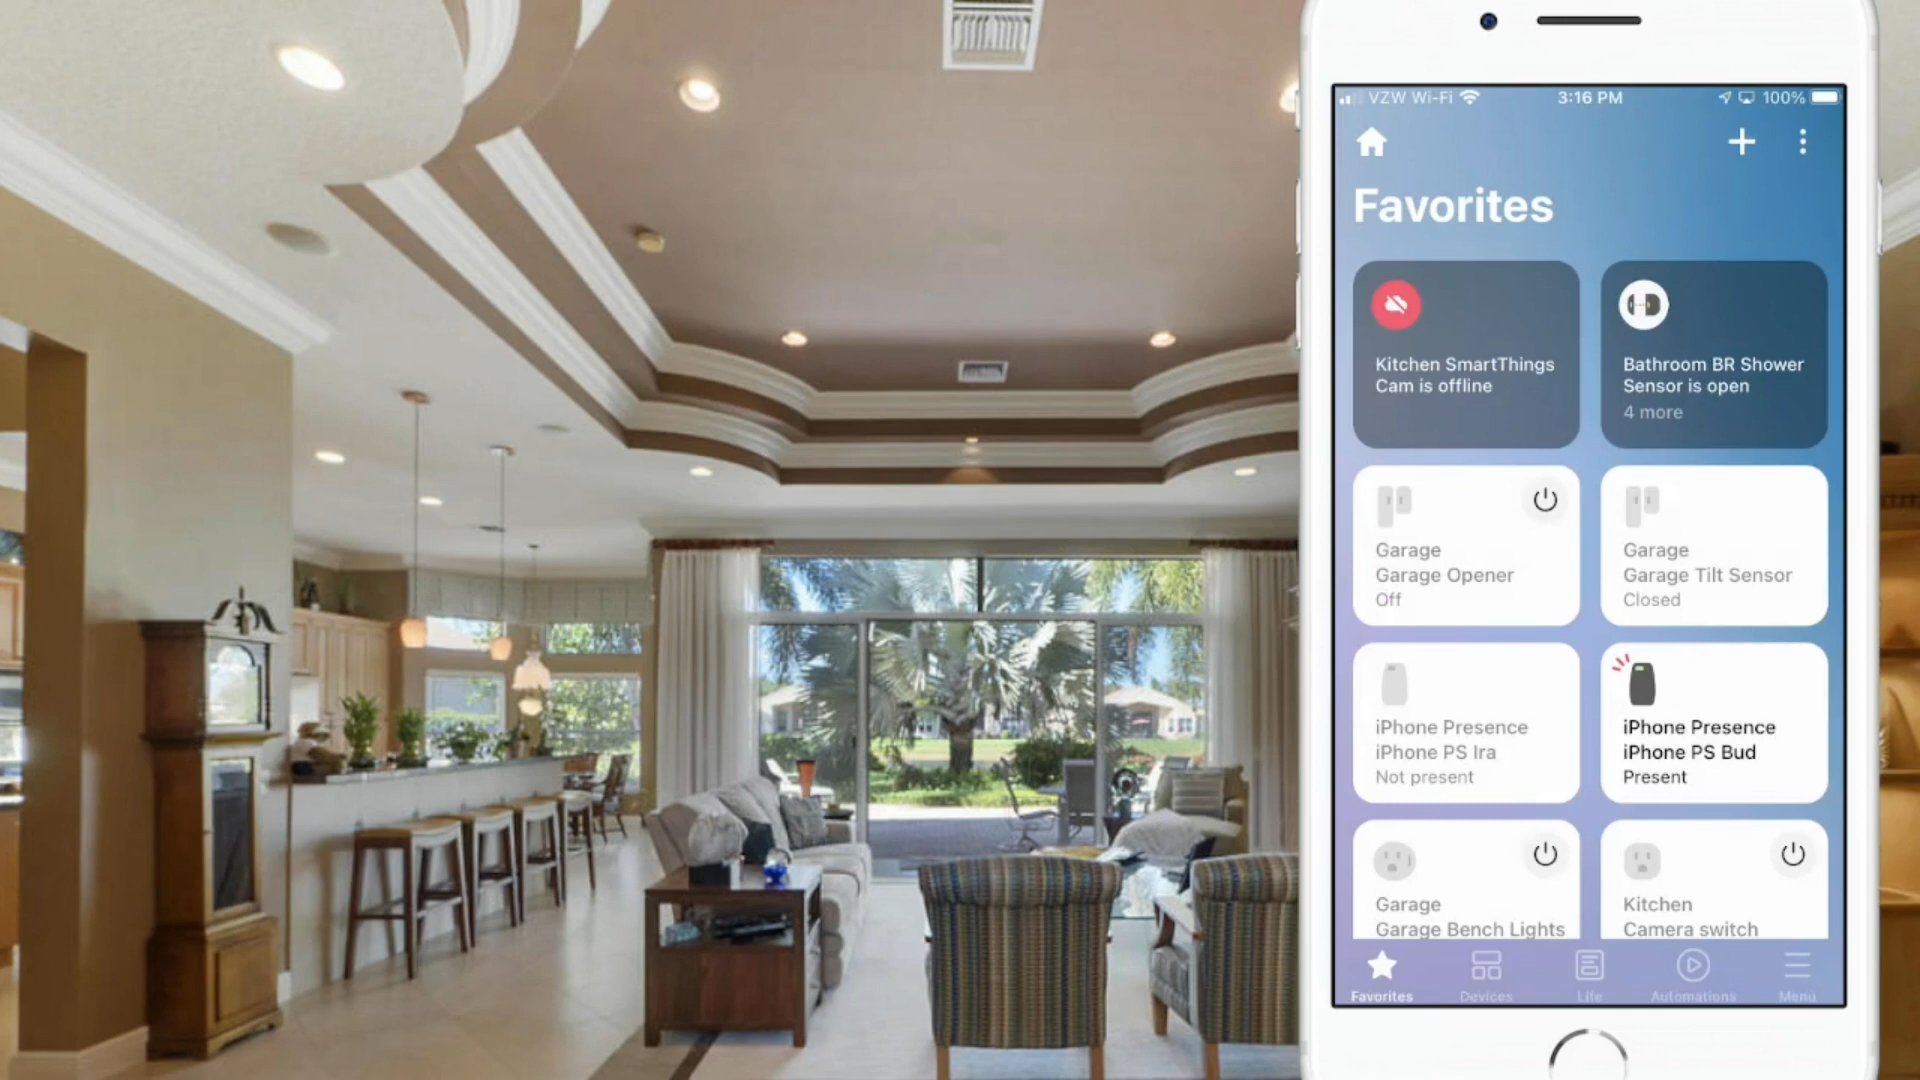 VZW Wi-Fi 3:16 PM 100%
Favorites
Kitchen SmartThings
Cam is offline
Bathroom BR Shower
Sensor is open
4 more
Garage
Garage Opener
Off
Garage
Garage Tilt Sensor
Closed
iPhone Presence
iPhone PS Ira
Not present
iPhone Presence
iPhone PS Bud
Present
Garage
Garage Bench Lights
Kitchen
Camera switch
Favorites Devices Life Automations Menu